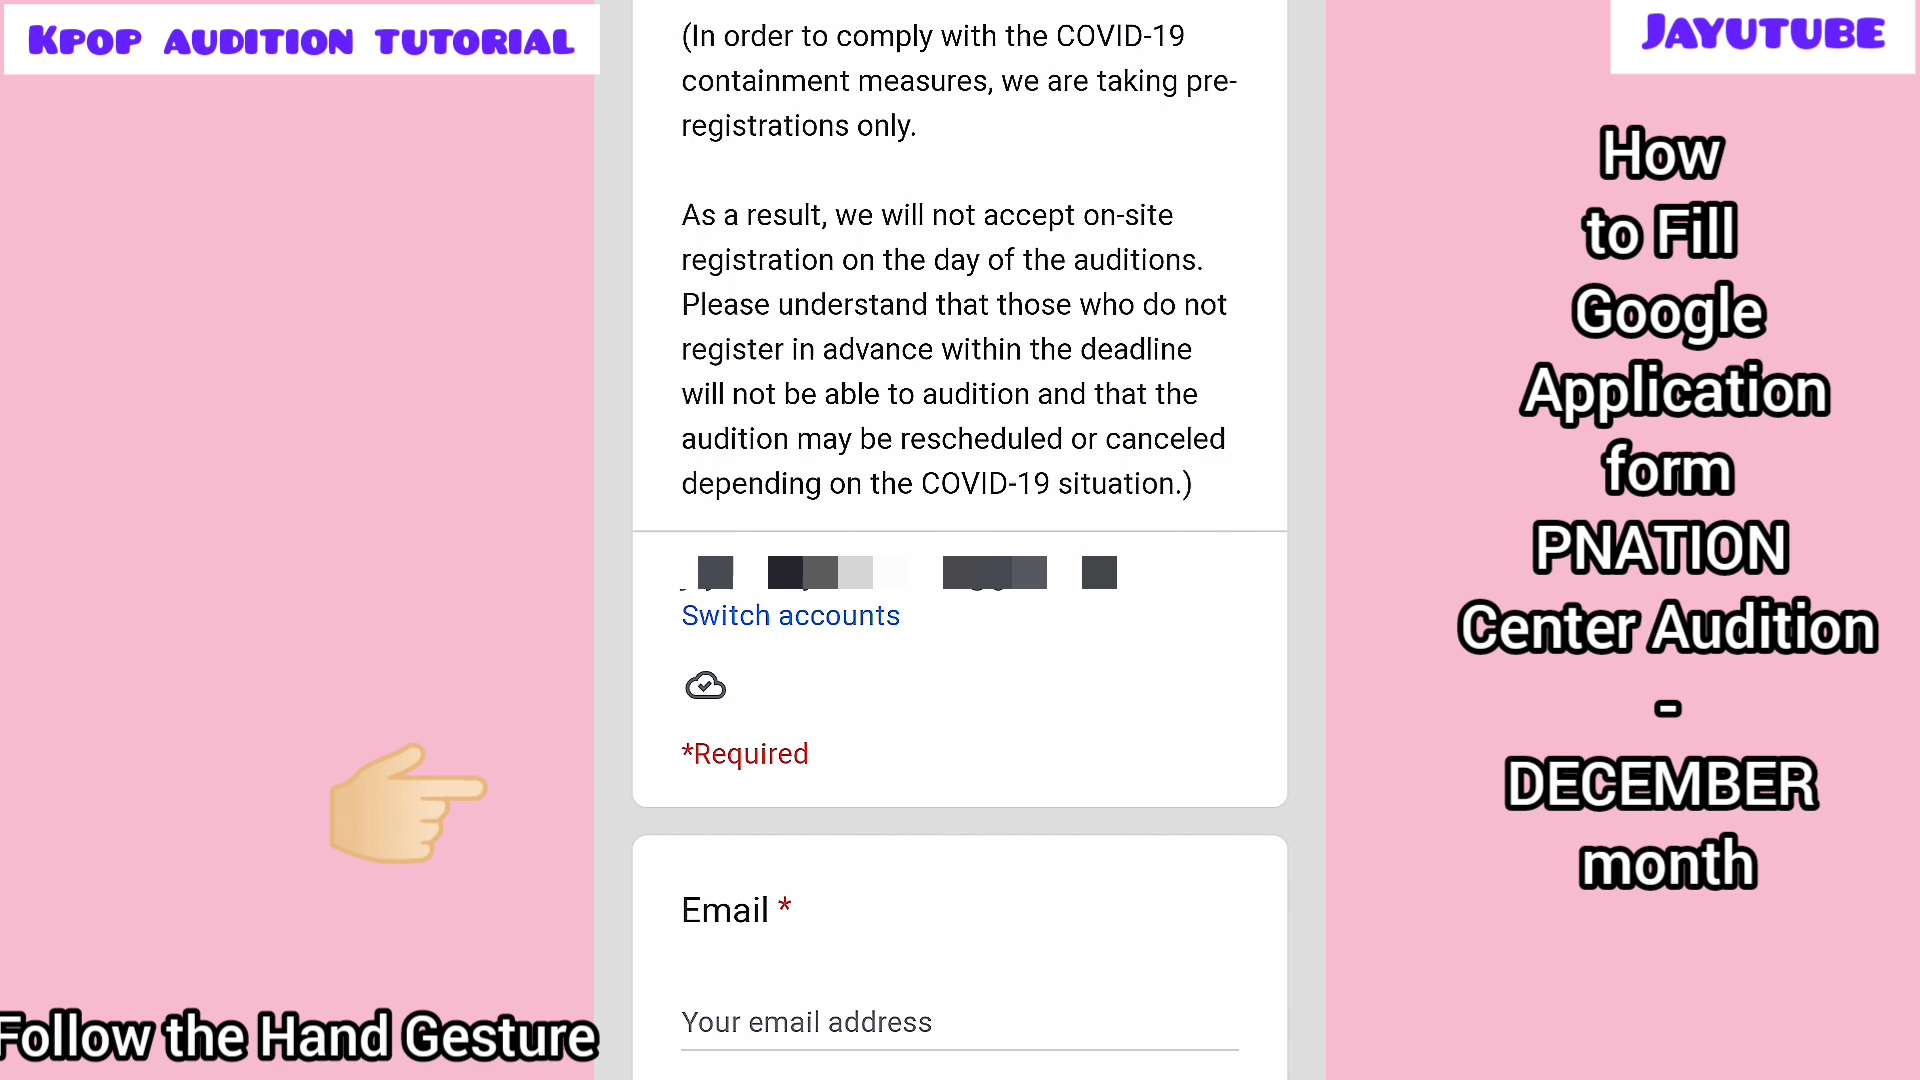 KPOP AUDITION TUTORIAL
JAYUTUBE
(In order to comply with the COVID-19
containment measures, we are taking pre-
registrations only.
As a result, we will not accept on-site
registration on the day of the auditions.
Please understand that those who do not
register in advance within the deadline
will not be able to audition and that the
audition may be rescheduled or canceled
depending on the COVID-19 situation.)
Switch accounts
*Required
Email *
Your email address
How
to Fill
Google
Application
form
PNATION
Center Audition
-
DECEMBER
month
Follow the Hand Gesture